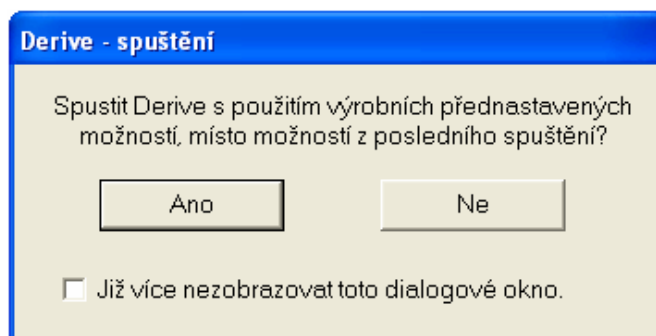 Derive - spuštění
Spustit Derive s použitím výrobních přednastavených
možností, místo možností z posledního spuštění?
Ano Ne
Již více nezobrazovat toto dialogové okno.